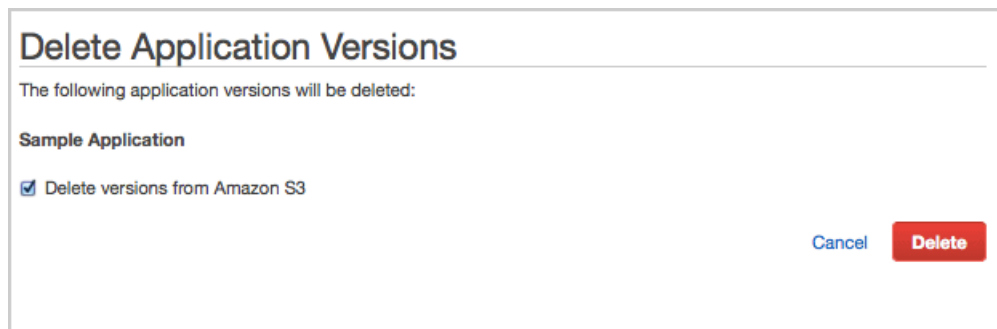 Delete Application Versions
The following application versions will be deleted:
Sample Application
Delete versions from Amazon S3
Cancel Delete